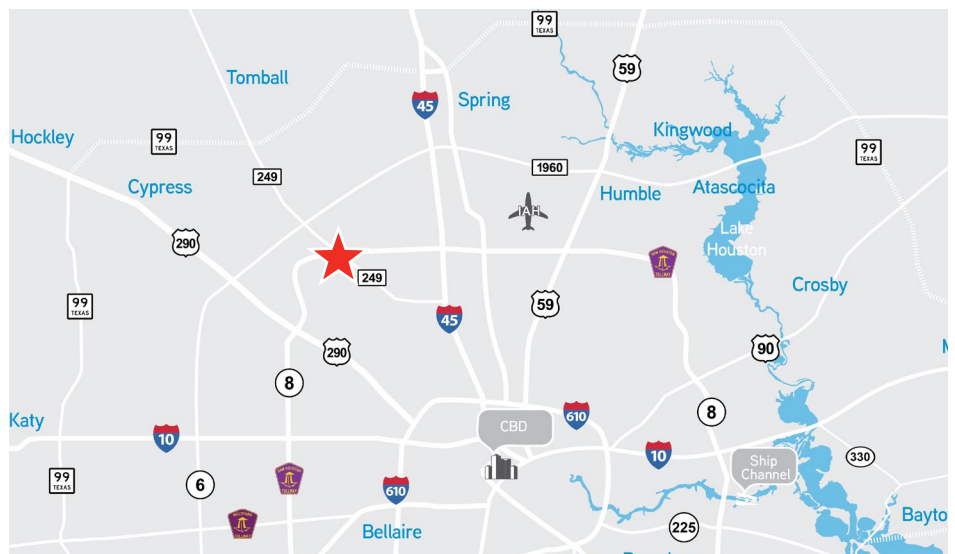 99
TEXAS
59
Tomball
45
Spring
Kingwood
Hockley
99
TEXAS
99
TEXAS
1960
249
Cypress
Humble
Atascocita
IAH
290
Lake
Houston
249
Crosby
99
TEXAS
59
45
90
290
8
610
8
Katy
CBD
10
10
330
Ship
Channel
99
TEXAS
6
610
Bayto
225
Bellaire